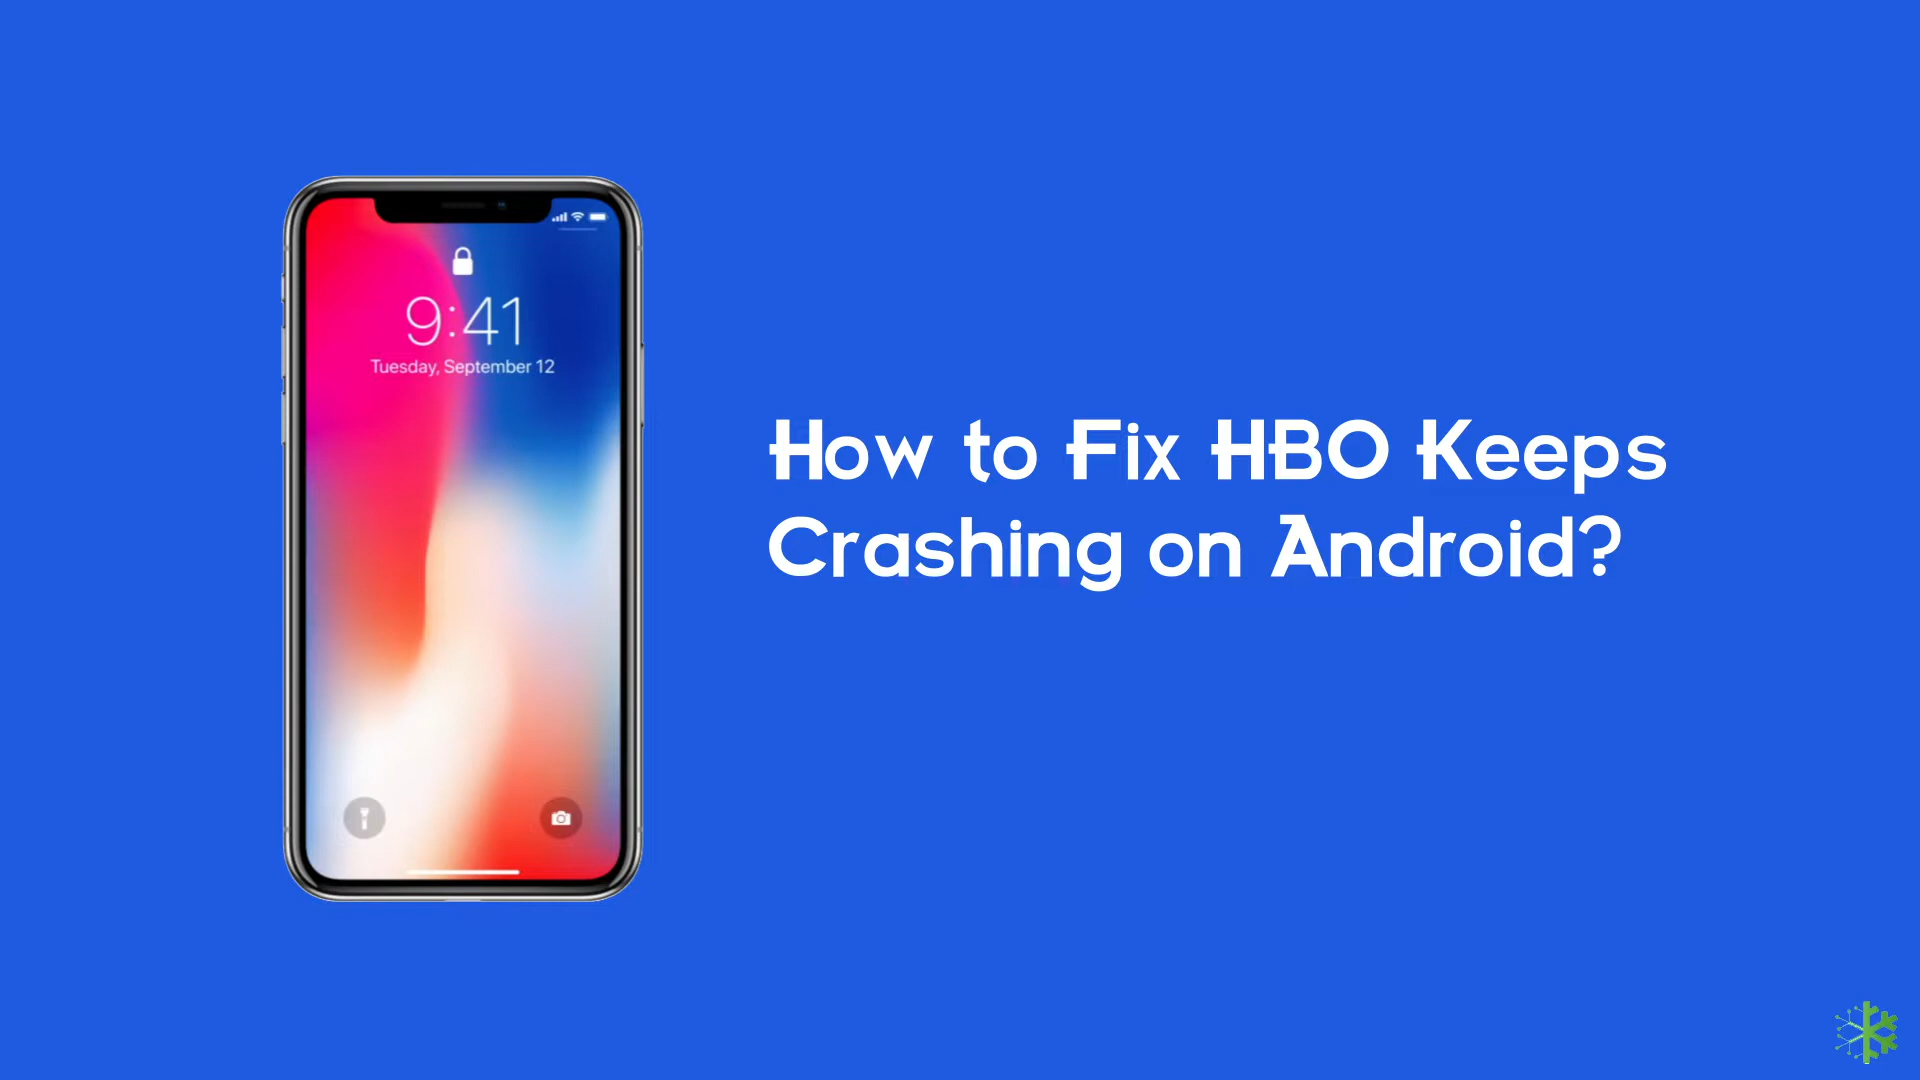 9:41
Tuesday, September 12
How to Fix HBO Keeps
Crashing on Android?